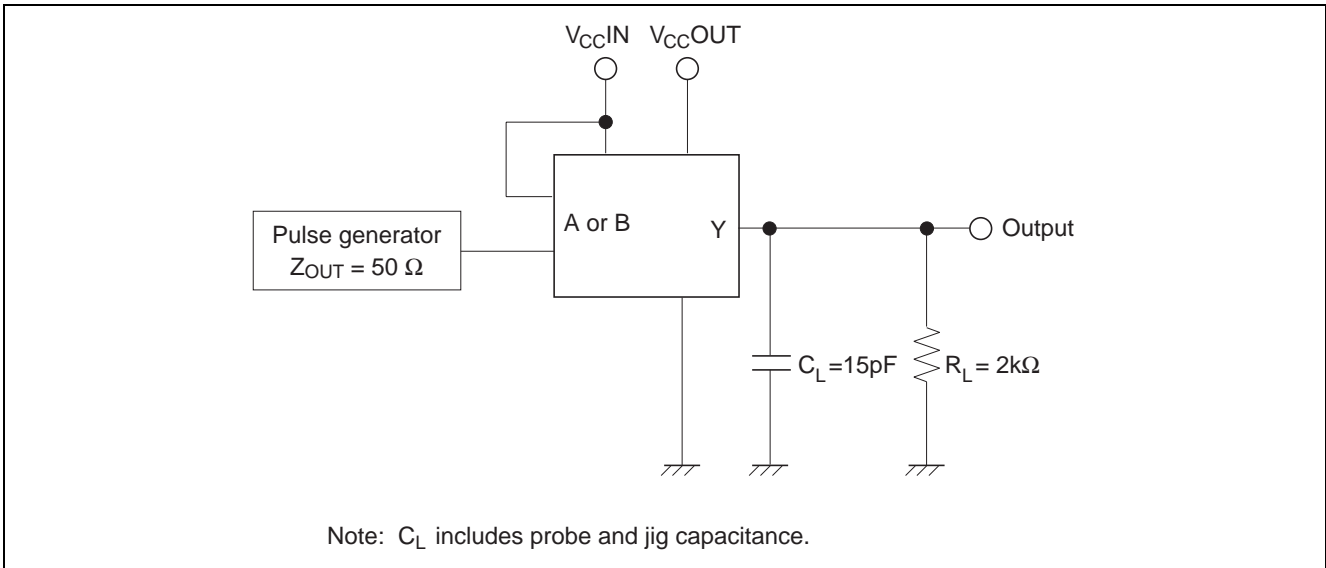 VCCIN VCCOUT
A or B
Y
Output
Pulse generator
ZOUT = 50 Ω
CL=15pF
RL= 2kΩ
Note: CL includes probe and jig capacitance.